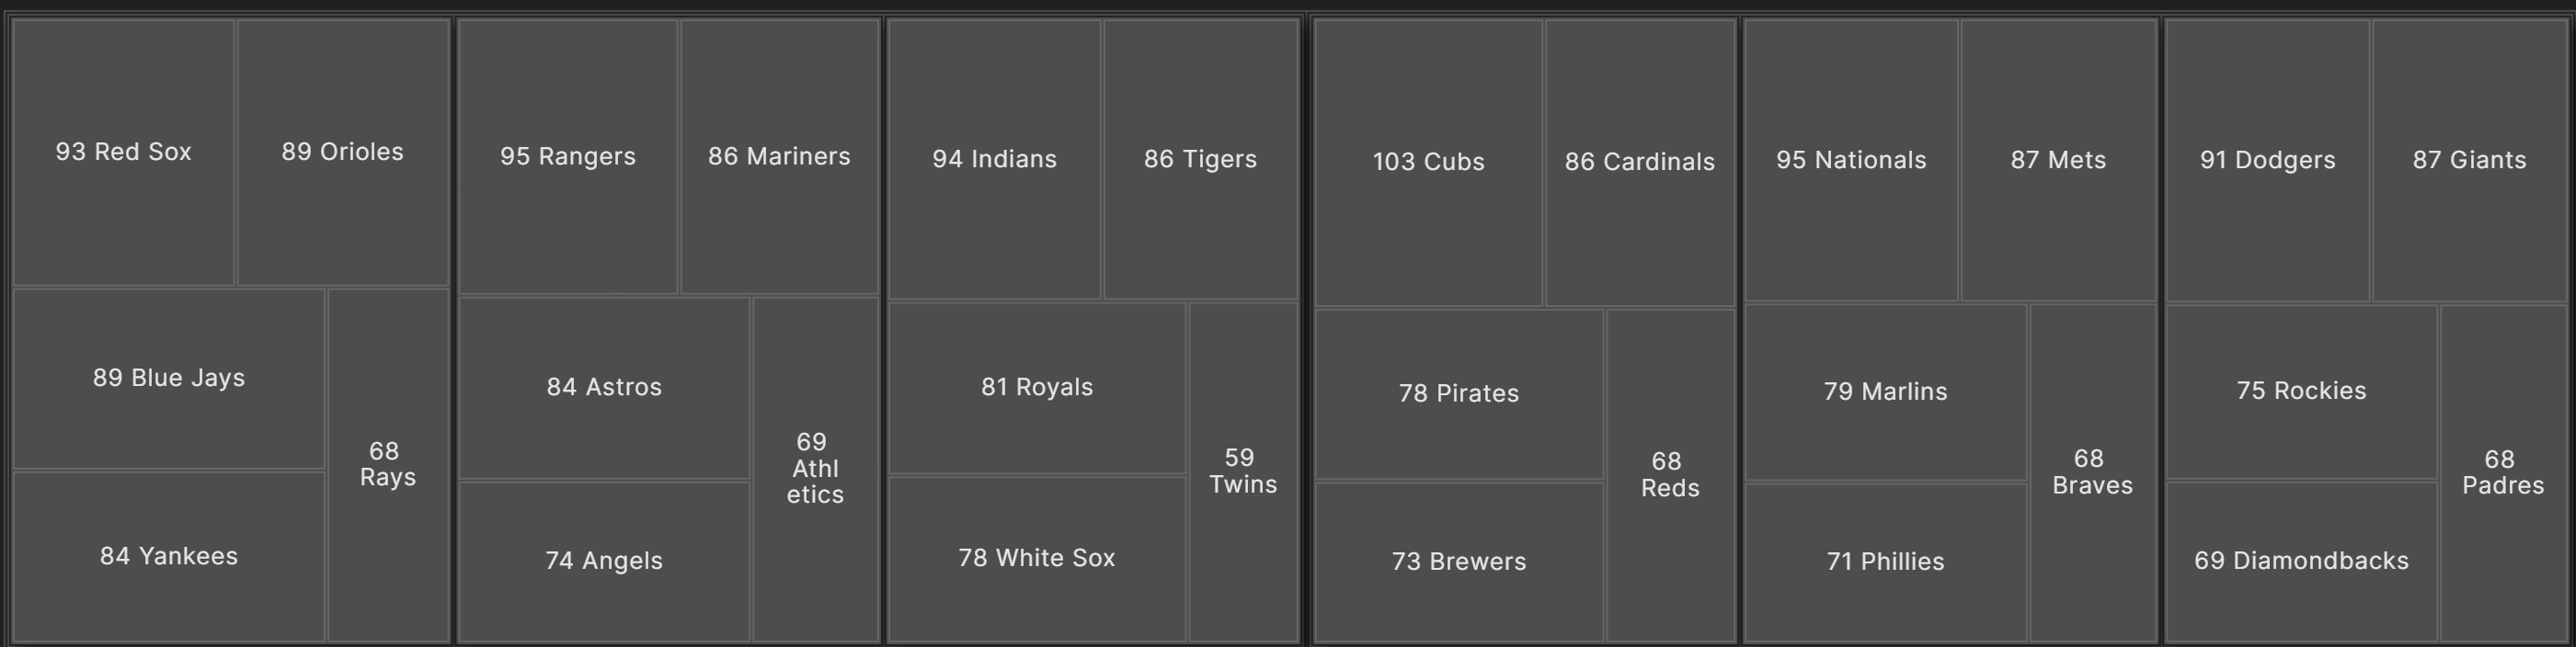 93 Red Sox
89 Orioles
89 Blue Jays
84 Yankees
68
Rays
95 Rangers
86 Mariners
84 Astros
74 Angels
69
Athl
etics
94 Indians
86 Tigers
81 Royals
78 White Sox
59
Twins
103 Cubs
86 Cardinals
78 Pirates
73 Brewers
68
Reds
95 Nationals
87 Mets
79 Marlins
71 Phillies
68
Braves
91 Dodgers
87 Giants
75 Rockies
69 Diamondbacks
68
Padres